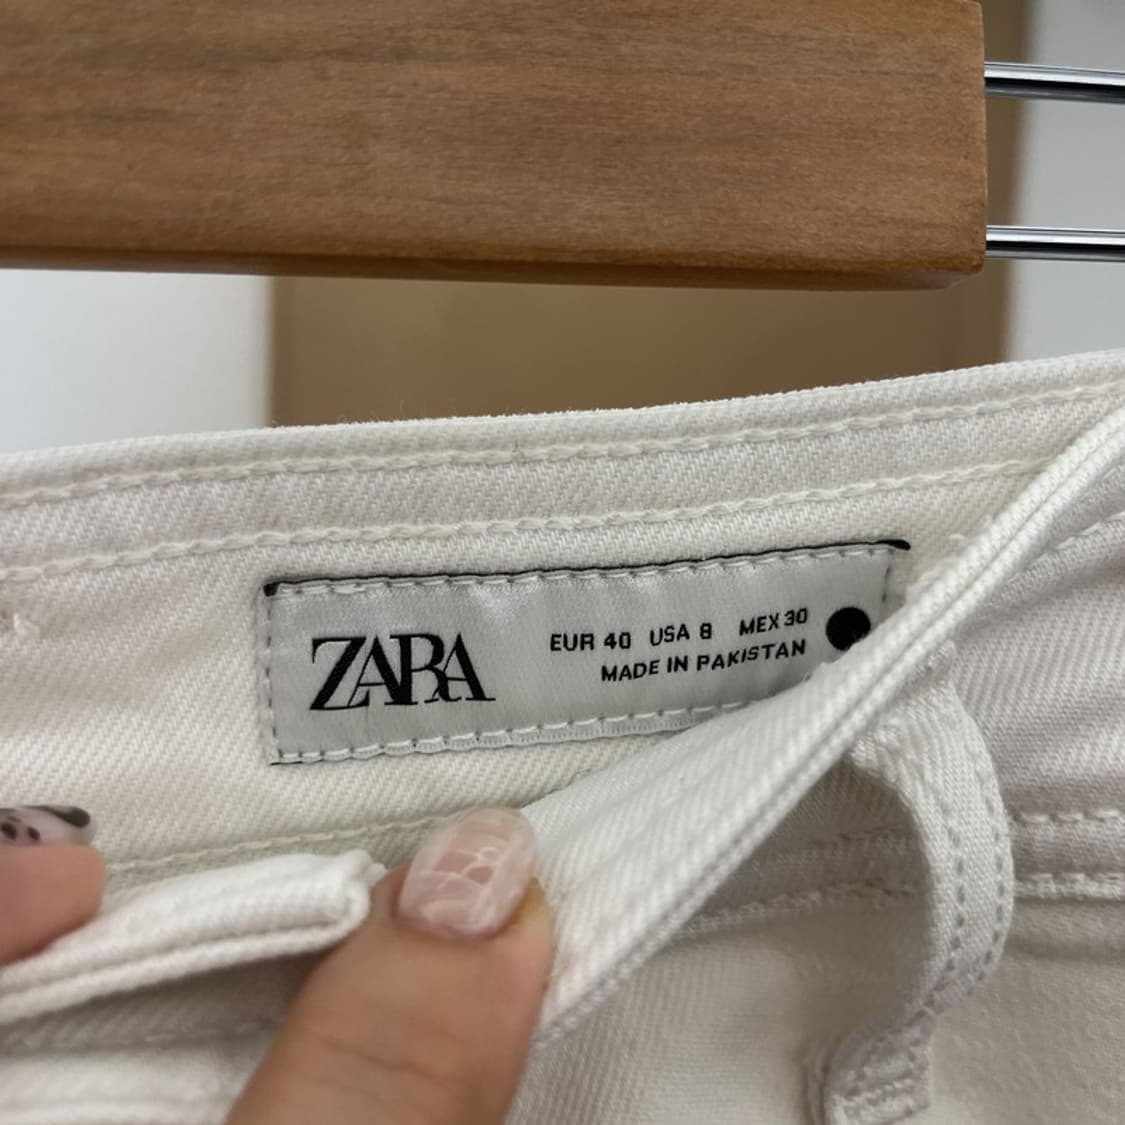 ZARA
EUR 40 USA 8 MEX 30
MADE IN PAKISTAN